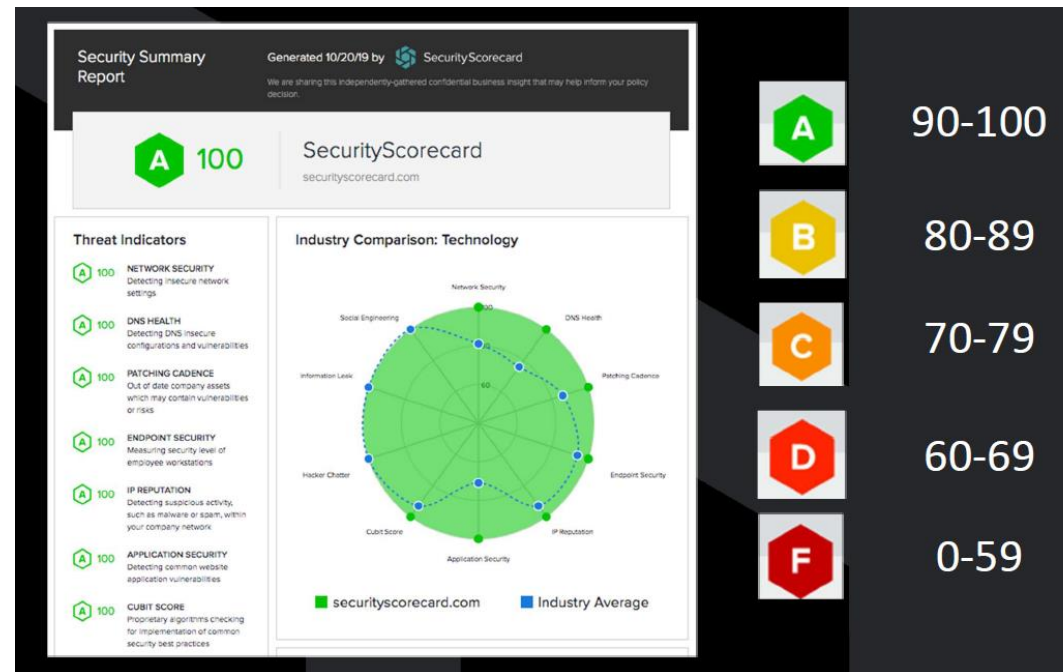 Security Summary
Report
Generated 10/20/19 by SecurityScorecard
We are sharing this independently-gathered confidential business insight that may help inform your policy
decision.
A 100
SecurityScorecard
securityscorecard.com
Threat Indicators
A 100 NETWORK SECURITY
Detecting insecure network
settings
A 100 DNS HEALTH
Detecting DNS insecure
configurations and vulnerabilities
A 100 PATCHING CADENCE
Out of date company assets
which may contain vulnerabilities
or risks
A 100 ENDPOINT SECURITY
Measuring security level of
employee workstations
A 100 IP REPUTATION
Detecting suspicious activity,
such as malware or spam, within
your company network
A 100 APPLICATION SECURITY
Detecting common website
application vulnerabilities
A 100 CUBIT SCORE
Proprietary algorithms checking
for implementation of common
security best practices
Industry Comparison: Technology
Network Security
Social Engineering
DNS Health
Information Leak
Patching Cadence
60
Hacker Chatter
Endpoint Security
Cubit Score
IP Reputation
Application Security
securityscorecard.com
Industry Average
A 90-100
B 80-89
C 70-79
D 60-69
F 0-59